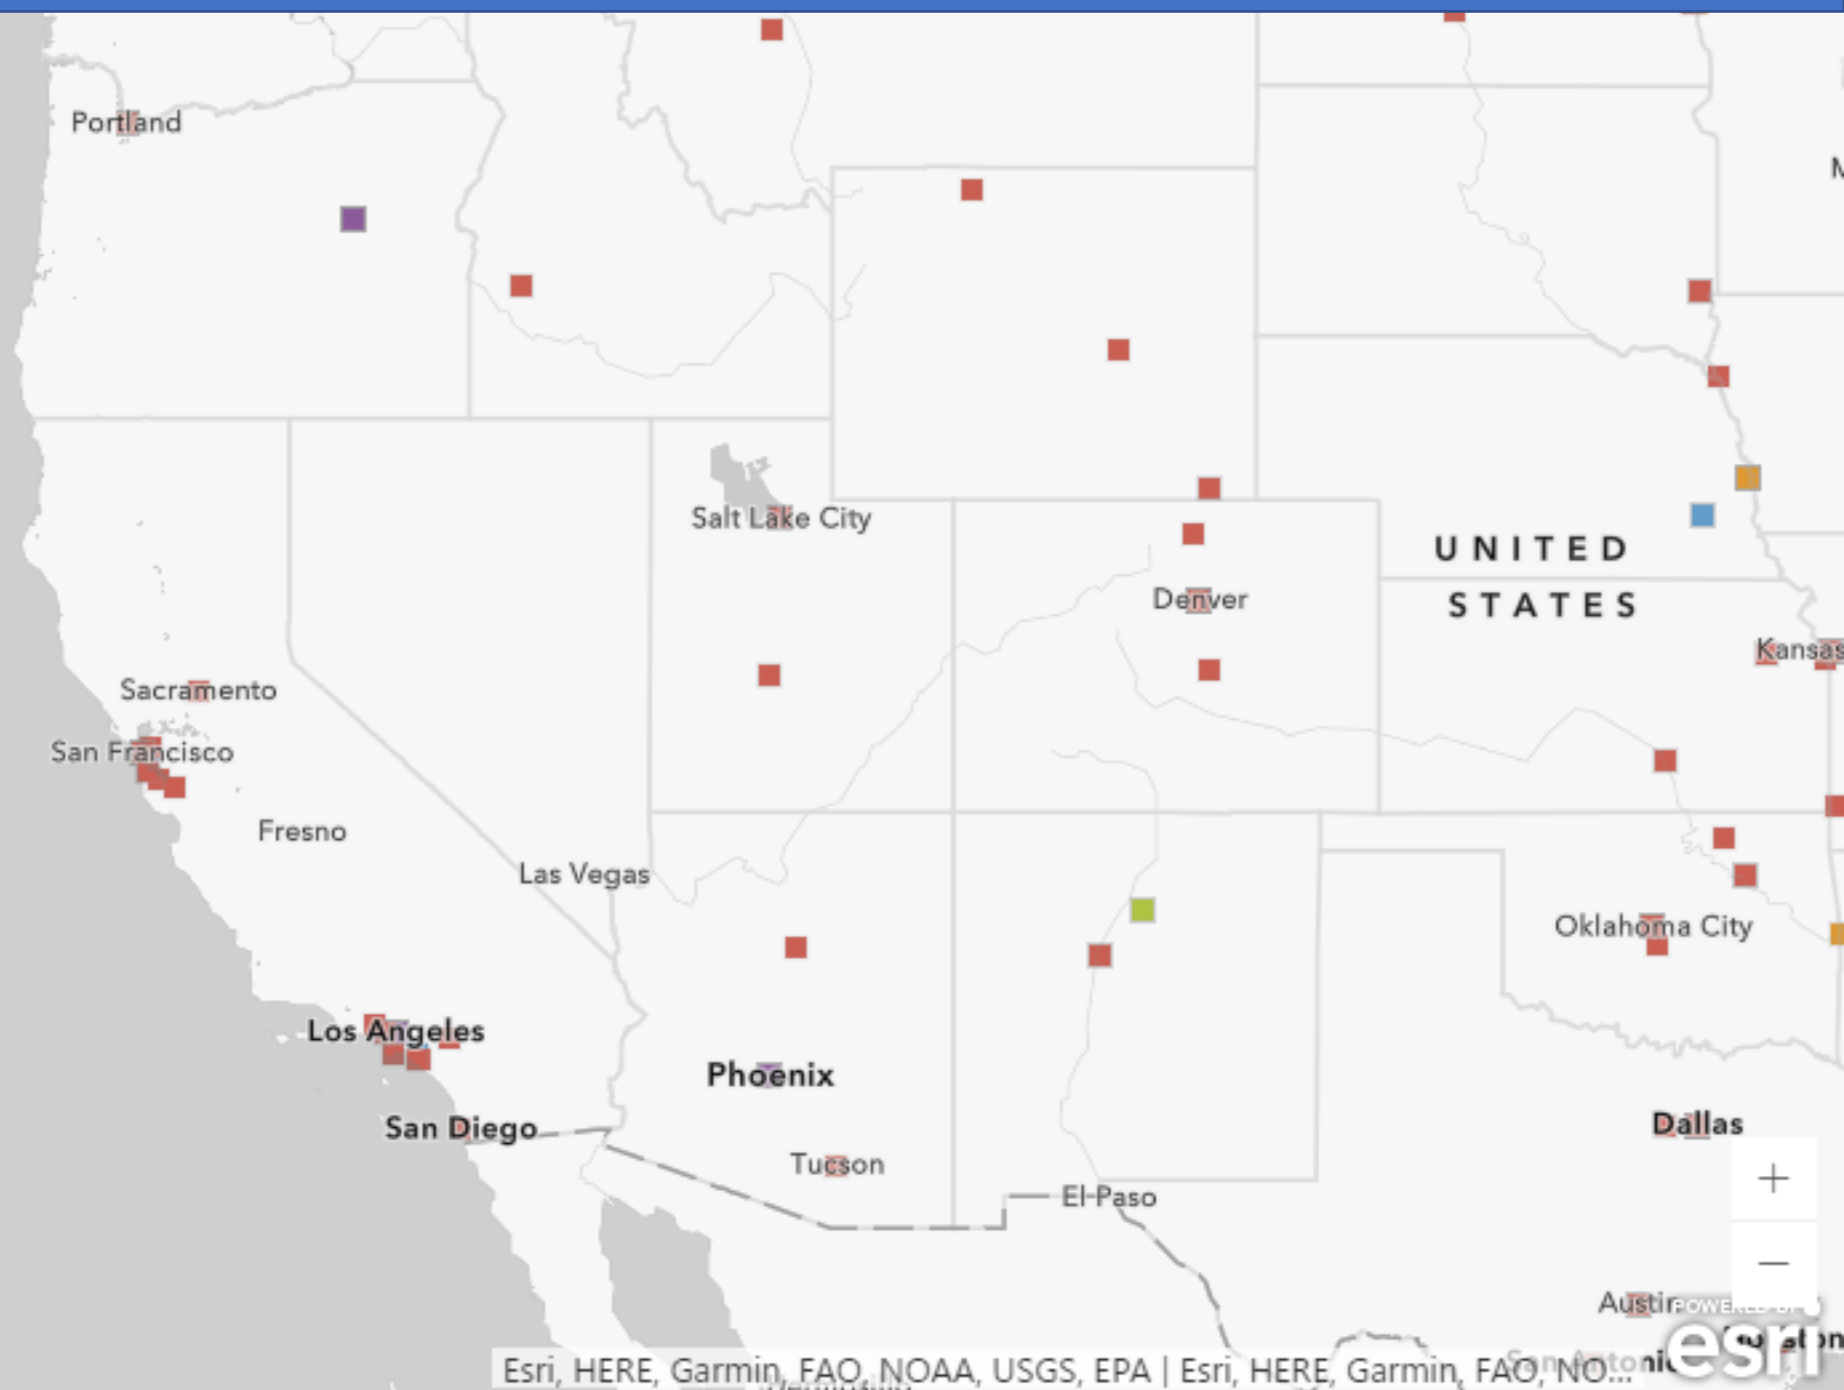 Portland
M
Salt Lake City
UNITED
STATES
Denver
Kansas
Sacramento
San Francisco
Fresno
Las Vegas
Oklahoma City
Los Angeles
Phoenix
San Diego
Dallas
Tucson
El Paso
Austin
POWERED BY
esri
San Antonio
Esri, HERE, Garmin, FAO, NOAA, USGS, EPA | Esri, HERE, Garmin, FAO, NO...